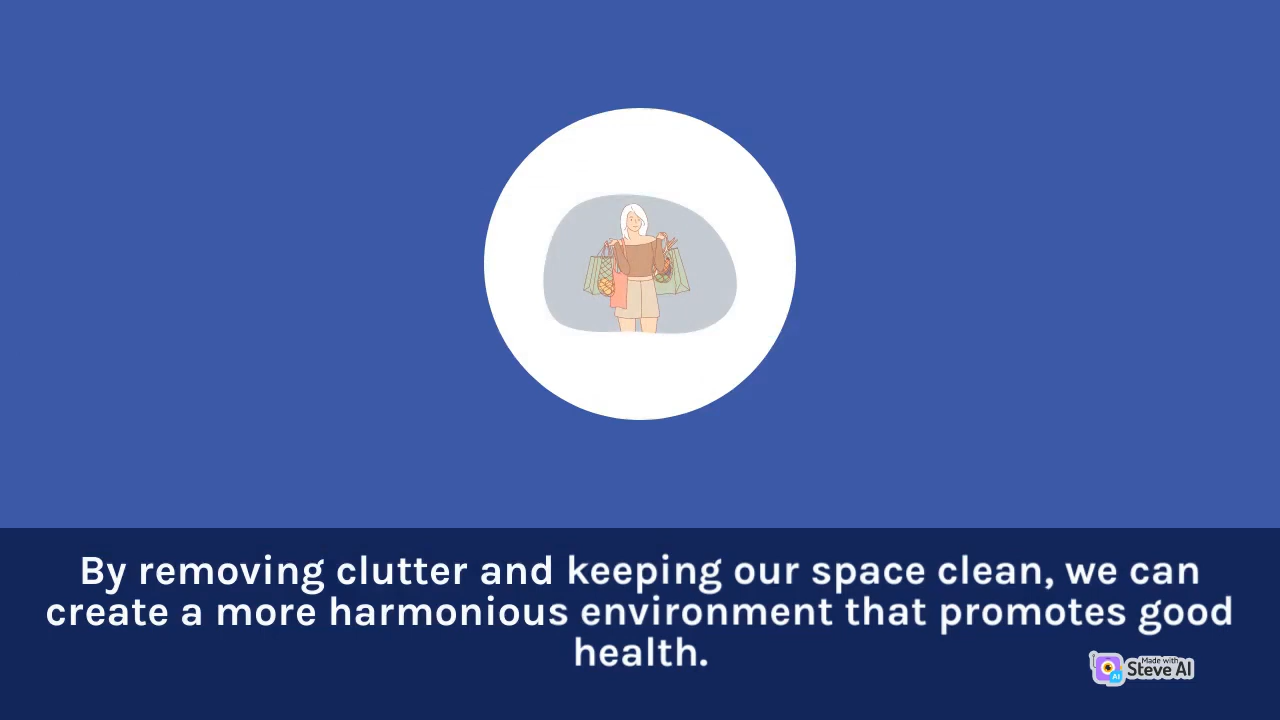 By removing clutter and keeping our space clean, we can
create a more harmonious environment that promotes good
health.
Made with
Steve AI
AI